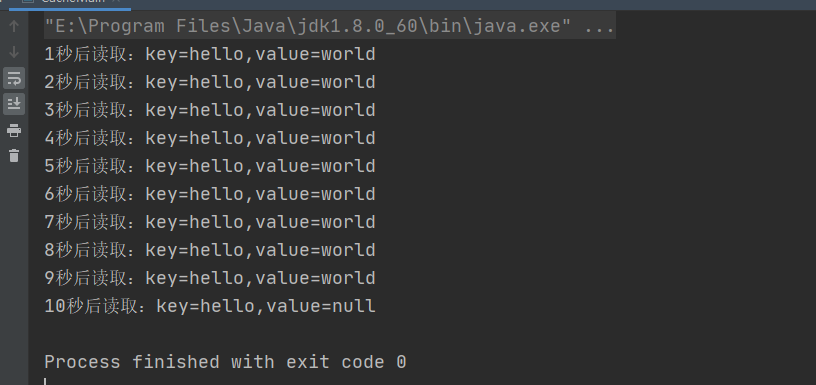 CacheMain
"E:\Program Files\Java\jdk1.8.0_60\bin\java.exe" ...
1秒后读取：key=hello,value=world
2秒后读取：key=hello,value=world
3秒后读取：key=hello,value=world
4秒后读取：key=hello,value=world
5秒后读取：key=hello,value=world
6秒后读取：key=hello,value=world
7秒后读取：key=hello,value=world
8秒后读取：key=hello,value=world
9秒后读取：key=hello,value=world
10秒后读取：key=hello,value=null
Process finished with exit code 0